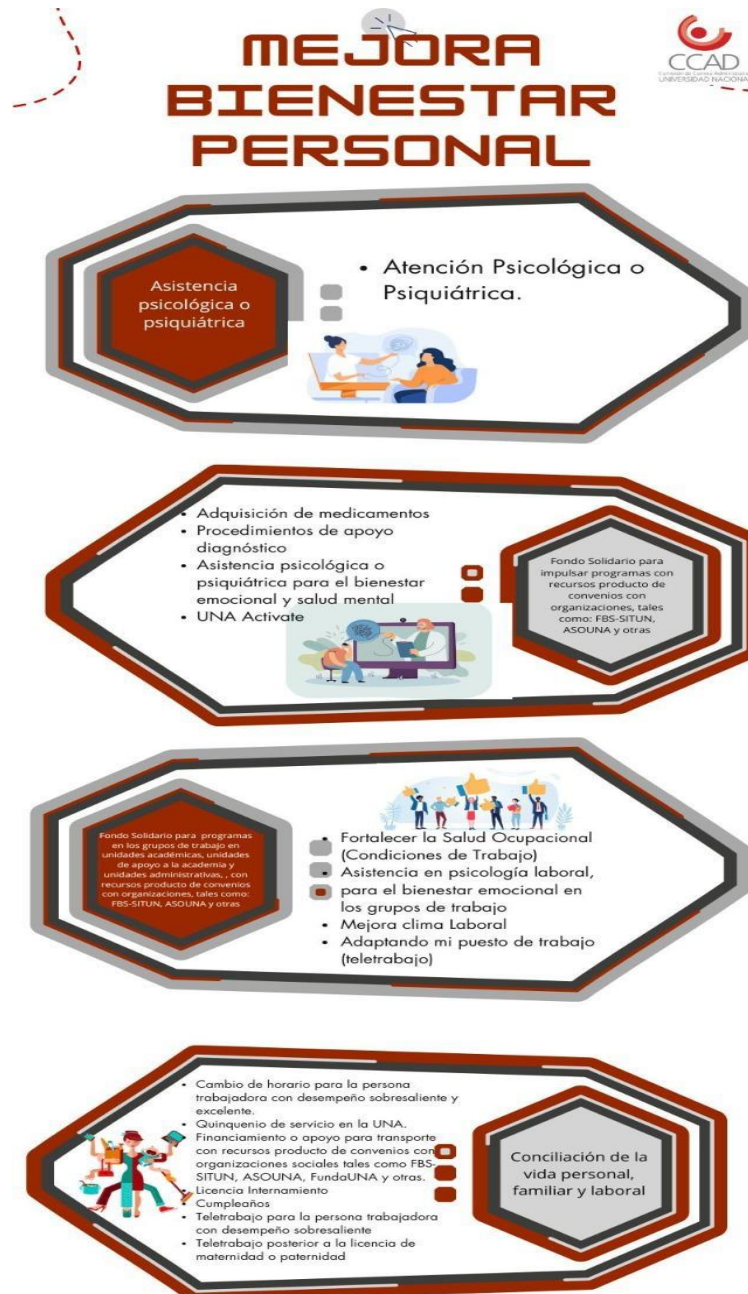 MEJORA
BIENESTAR
PERSONAL
CCAD
UNIVERSIDAD NACIONAL
Asistencia
psicológica o
psiquiátrica
• Atención Psicológica o
Psiquiátrica.
• Adquisición de medicamentos
• Procedimientos de apoyo
diagnóstico
• Asistencia psicológica o
psiquiátrica para el bienestar
emocional y salud mental
• UNA Activate
Fondo Solidario para
impulsar programas con
recursos producto de
convenios con
organizaciones, tales
como: FBS-SITUN,
ASOUNA y otras
Fondo Solidario para programas
en los grupos de trabajo en
unidades académicas, unidades
de apoyo a la academia y
unidades administrativas, , con
recursos producto de convenios
con organizaciones, tales como:
FBS-SITUN, ASOUNA y otras
• Fortalecer la Salud Ocupacional
(Condiciones de Trabajo)
• Asistencia en psicología laboral,
para el bienestar emocional en
los grupos de trabajo
• Mejora clima Laboral
• Adaptando mi puesto de trabajo
(teletrabajo)
• Cambio de horario para la persona
trabajadora con desempeño sobresaliente y
excelente.
• Quinquenio de servicio en la UNA.
• Financiamiento o apoyo para transporte
con recursos producto de convenios con
organizaciones sociales tales como FBS-
SITUN, ASOUNA, FundaUNA y otras.
• Licencia Internamiento
• Cumpleaños
• Teletrabajo para la persona trabajadora
con desempeño sobresaliente
• Teletrabajo posterior a la licencia de
maternidad o paternidad
Conciliación de la
vida personal,
familiar y laboral